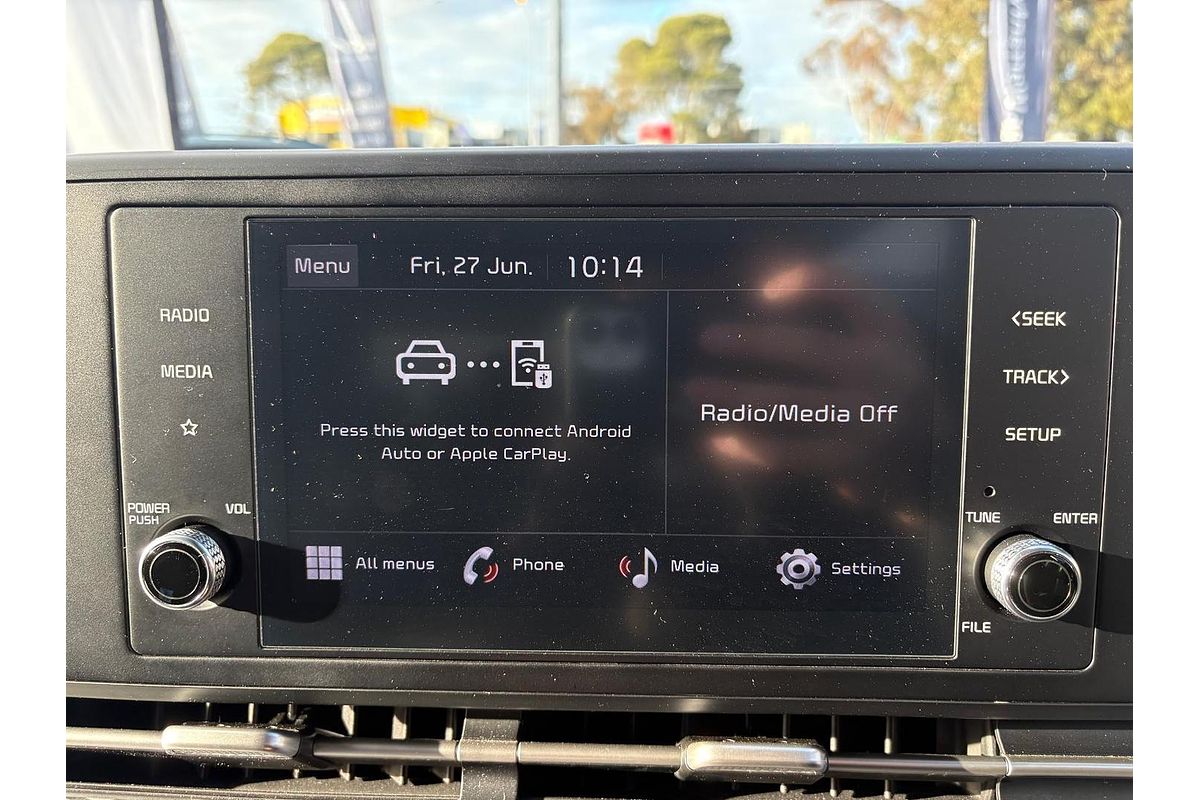 Menu
Fri, 27 Jun.
10:14
RADIO
MEDIA
Press this widget to connect Android
Auto or Apple CarPlay.
Radio/Media Off
<SEEK
TRACK>
SETUP
POWER
PUSH
VOL
TUNE
ENTER
FILE
All menus
Phone
Media
Settings